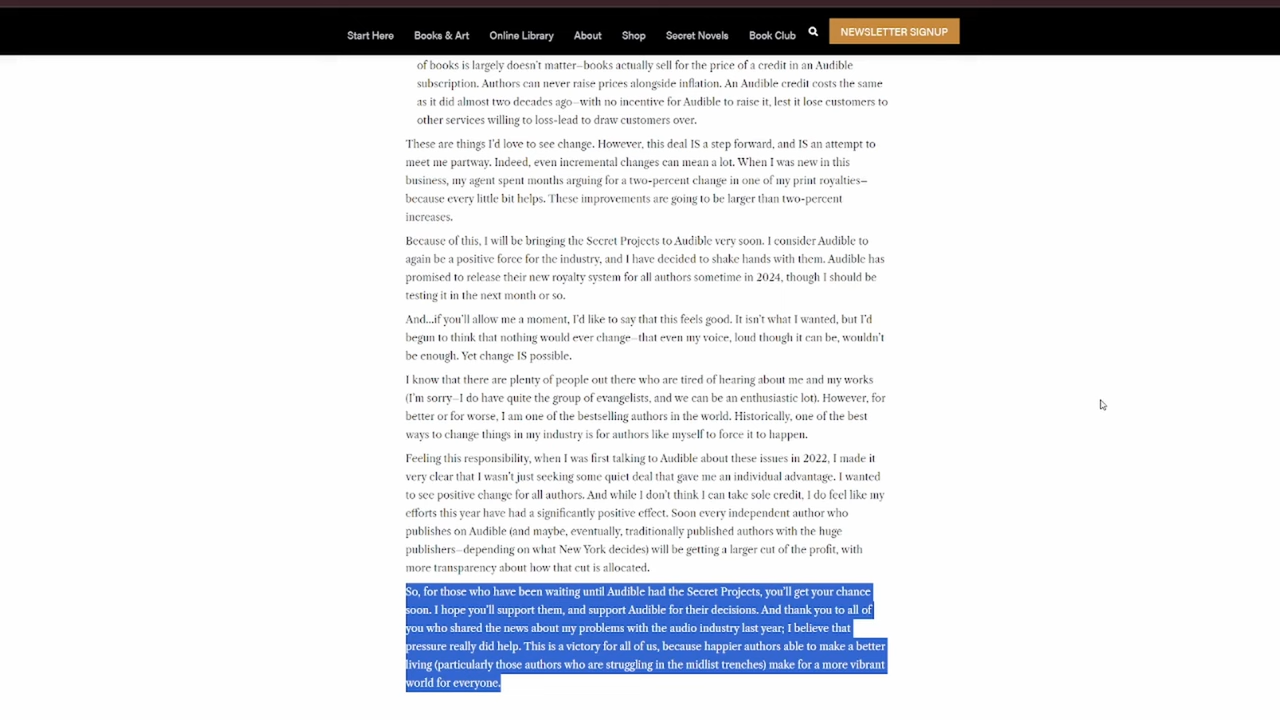 Start Here Books & Art Online Library About Shop Secret Novels Book Club NEWSLETTER SIGNUP
of books is largely doesn't matter–books actually sell for the price of a credit in an Audible
subscription. Authors can never raise prices alongside inflation. An Audible credit costs the same
as it did almost two decades ago–with no incentive for Audible to raise it, lest it lose customers to
other services willing to loss-lead to draw customers over.
These are things I'd love to see change. However, this deal IS a step forward, and IS an attempt to
meet me partway. Indeed, even incremental changes can mean a lot. When I was new in this
business, my agent spent months arguing for a two-percent change in one of my print royalties–
because every little bit helps. These improvements are going to be larger than two-percent
increases.
Because of this, I will be bringing the Secret Projects to Audible very soon. I consider Audible to
again be a positive force for the industry, and I have decided to shake hands with them. Audible has
promised to release their new royalty system for all authors sometime in 2024, though I should be
testing it in the next month or so.
And...if you'll allow me a moment, I'd like to say that this feels good. It isn't what I wanted, but I'd
begun to think that nothing would ever change–that even my voice, loud though it can be, wouldn't
be enough. Yet change IS possible.
I know that there are plenty of people out there who are tired of hearing about me and my works
(I'm sorry–I do have quite the group of evangelists, and we can be an enthusiastic lot). However, for
better or for worse, I am one of the bestselling authors in the world. Historically, one of the best
ways to change things in my industry is for authors like myself to force it to happen.
Feeling this responsibility, when I was first talking to Audible about these issues in 2022, I made it
very clear that I wasn't just seeking some quiet deal that gave me an individual advantage. I wanted
to see positive change for all authors. And while I don't think I can take sole credit, I do feel like my
efforts this year have had a significantly positive effect. Soon every independent author who
publishes on Audible (and maybe, eventually, traditionally published authors with the huge
publishers–depending on what New York decides) will be getting a larger cut of the profit, with
more transparency about how that cut is allocated.
So, for those who have been waiting until Audible had the Secret Projects, you'll get your chance
soon. I hope you'll support them, and support Audible for their decisions. And thank you to all of
you who shared the news about my problems with the audio industry last year; I believe that
pressure really did help. This is a victory for all of us, because happier authors able to make a better
living (particularly those authors who are struggling in the midlist trenches) make for a more vibrant
world for everyone.